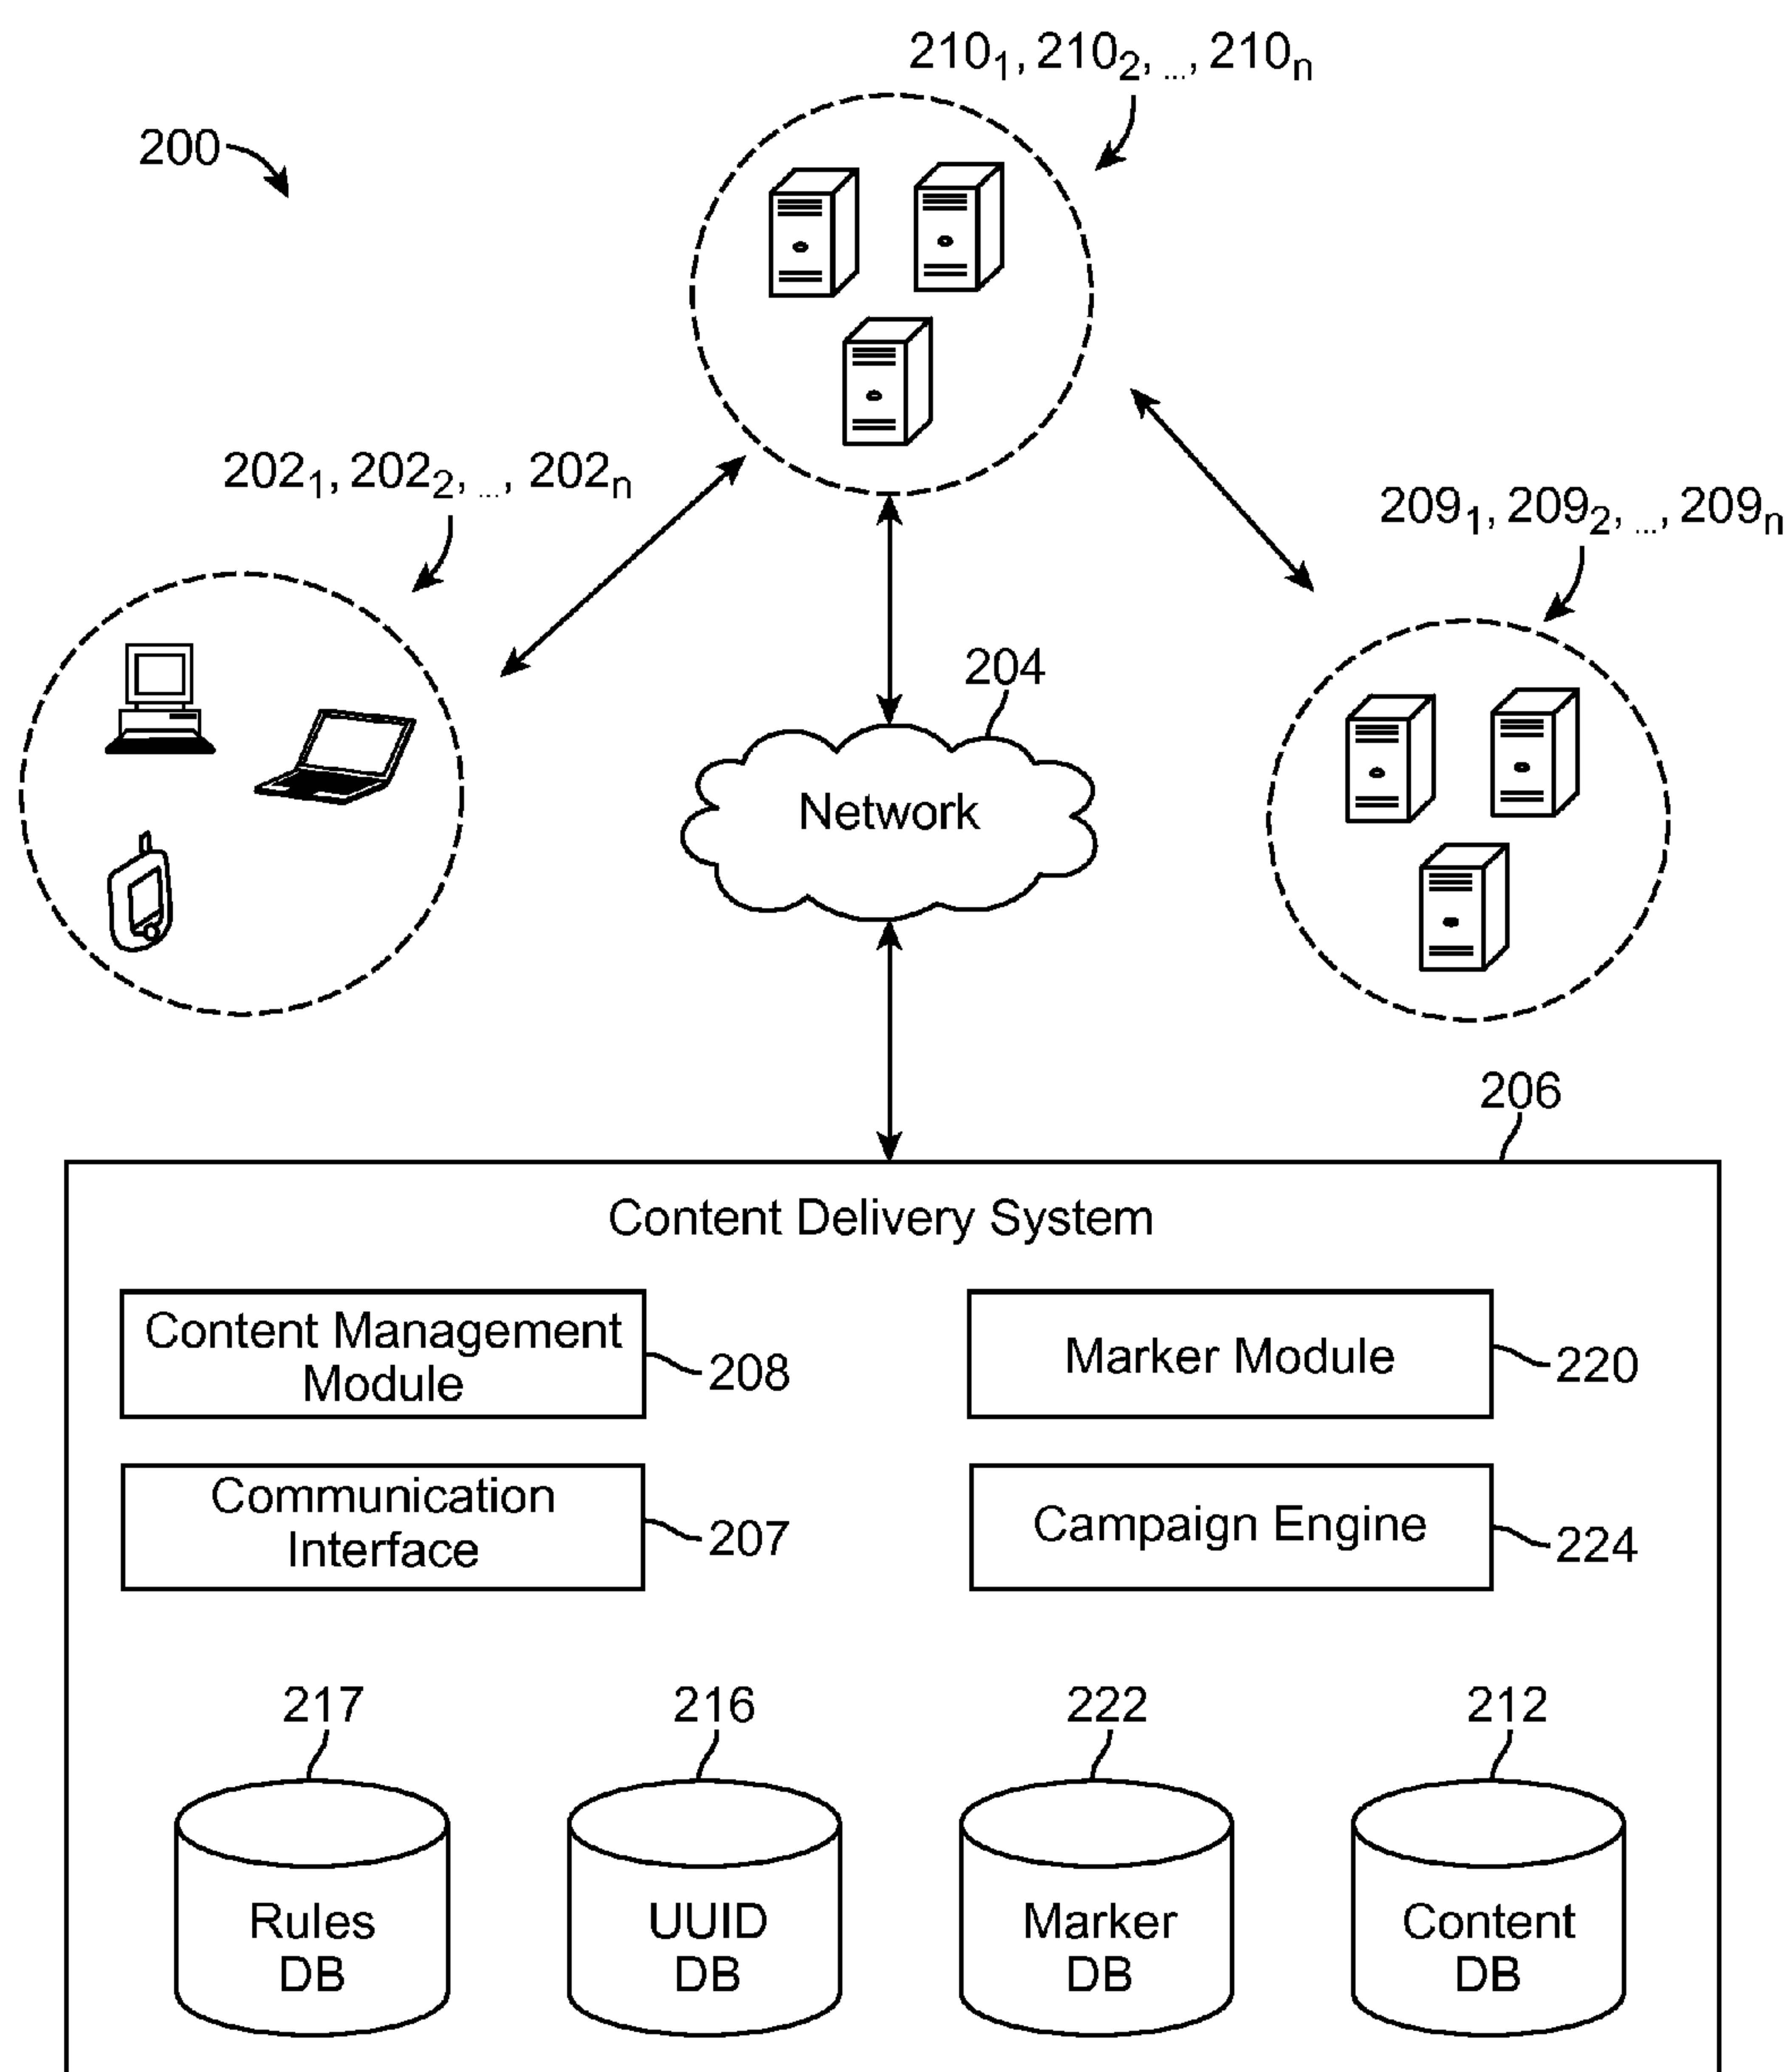 210₁, 210₂, ..., 210ₙ
200
202₁, 202₂, ..., 202ₙ
209₁, 209₂, ..., 209ₙ
204
Network
206
Content Delivery System
Content Management
Module
208
Marker Module
220
Communication
Interface
207
Campaign Engine
224
217
216
222
212
Rules
DB
UUID
DB
Marker
DB
Content
DB